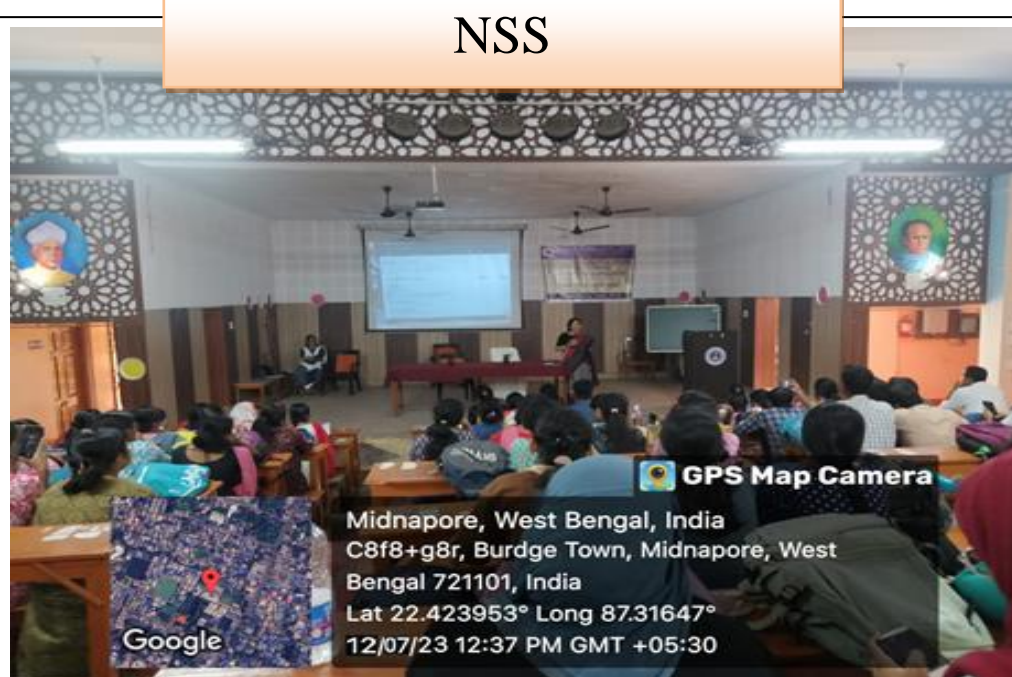 NSS
GPS Map Camera
Midnapore, West Bengal, India
C8f8+g8r, Burdge Town, Midnapore, West
Bengal 721101, India
Lat 22.423953° Long 87.31647°
12/07/23 12:37 PM GMT +05:30
Google